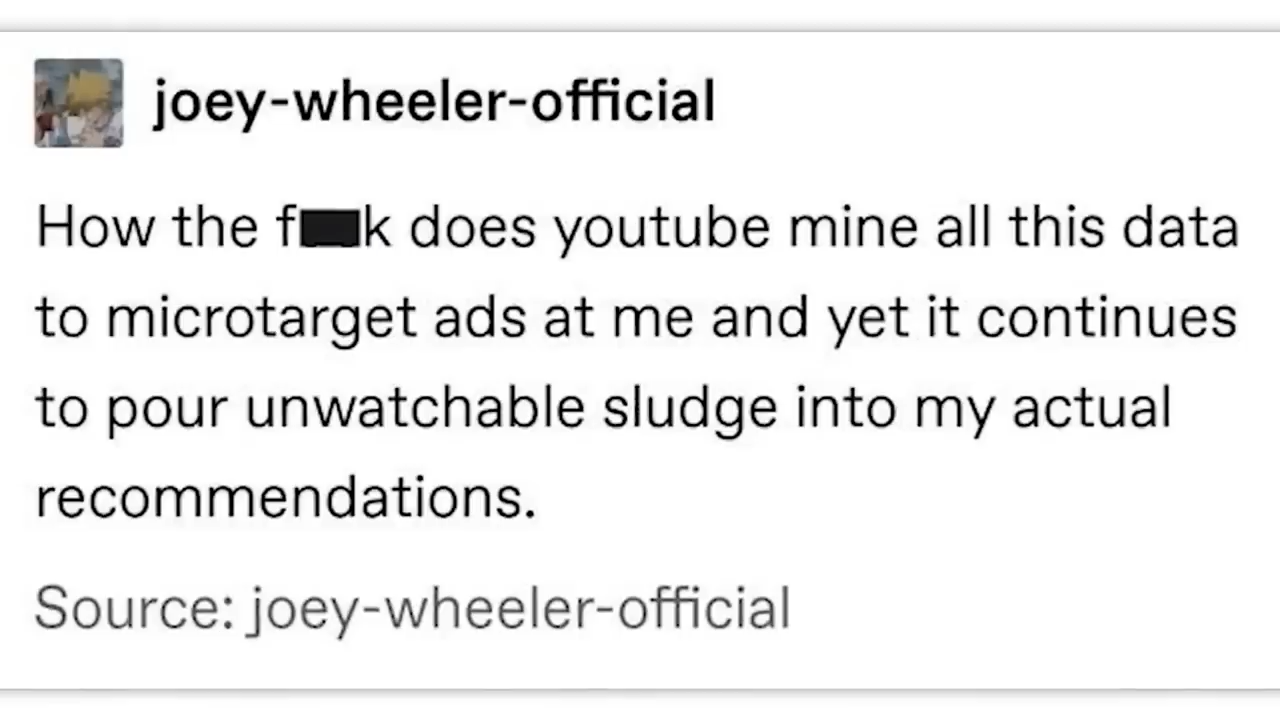 joey-wheeler-official
How the f■k does youtube mine all this data
to microtarget ads at me and yet it continues
to pour unwatchable sludge into my actual
recommendations.
Source: joey-wheeler-official